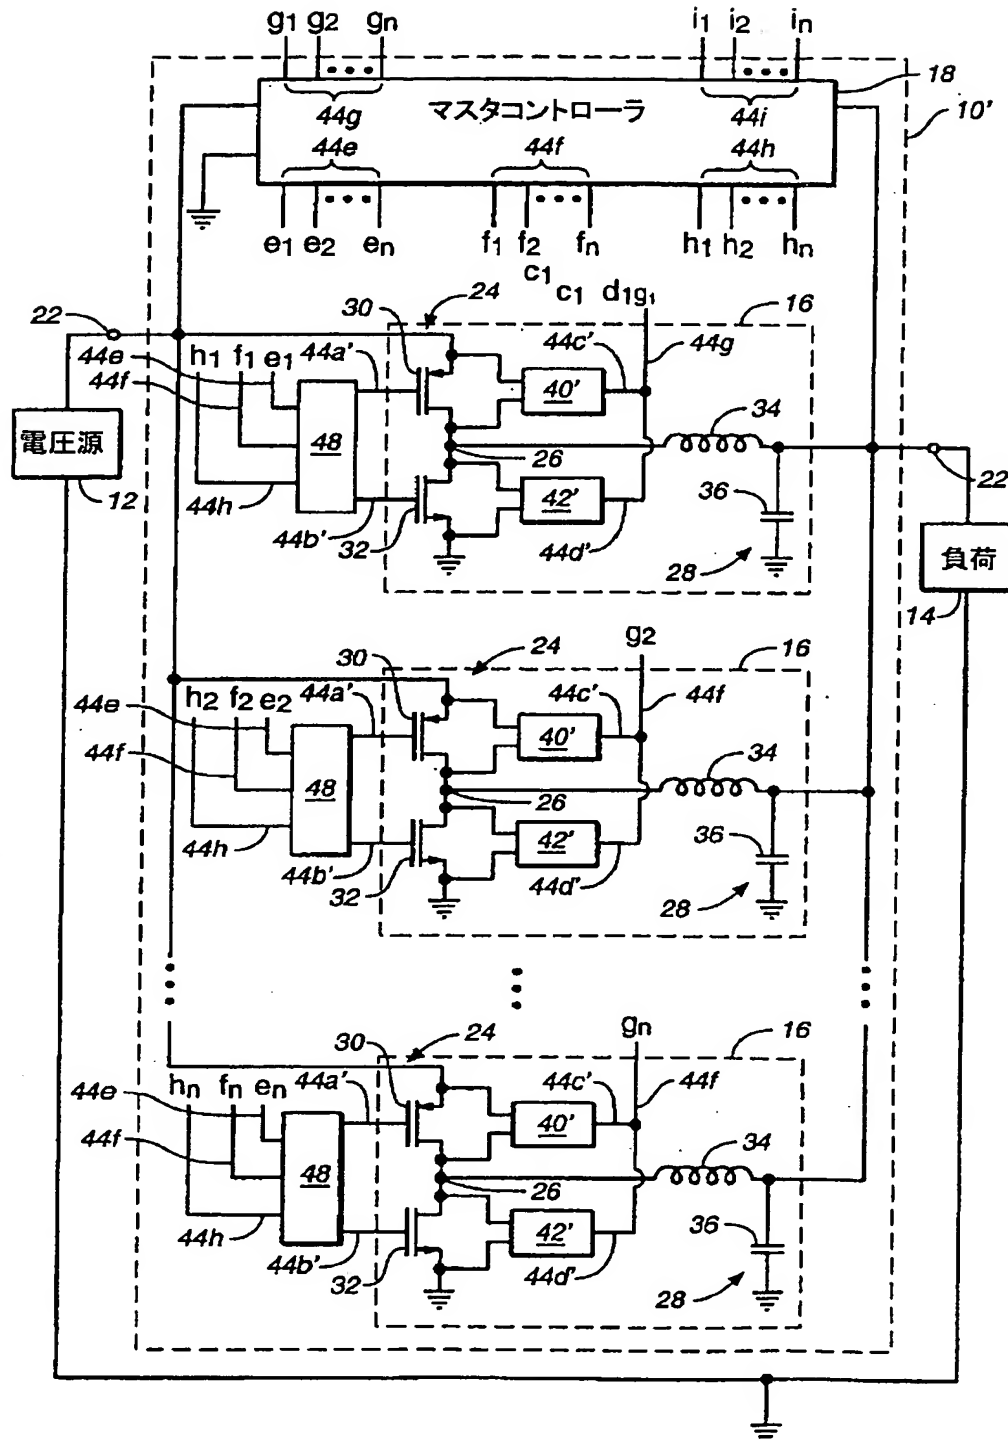 g1 g2 gn i1 i2 in
18
10'
44g マスタコントローラ 44i
44e 44f 44h
e1 e2 en f1 f2 fn h1 h2 hn
c1
c1 d1g1
30 24 16
22
44e h1 f1 e1 44a' 44c' 44g
44f 40' 34
電圧源 48 26 22
12 36
44h 42'
44b' 32 44d' 28
負荷
14
g2
30 24 16
44e h2 f2 e2 44a' 44c' 44f
44f 40' 34
48 26
44h 42' 36
44b' 32 44d' 28
gn
30 24 16
44e hn fn en 44a' 44c' 44f
44f 40' 34
48 26
44h 42' 36
44b' 32 44d' 28